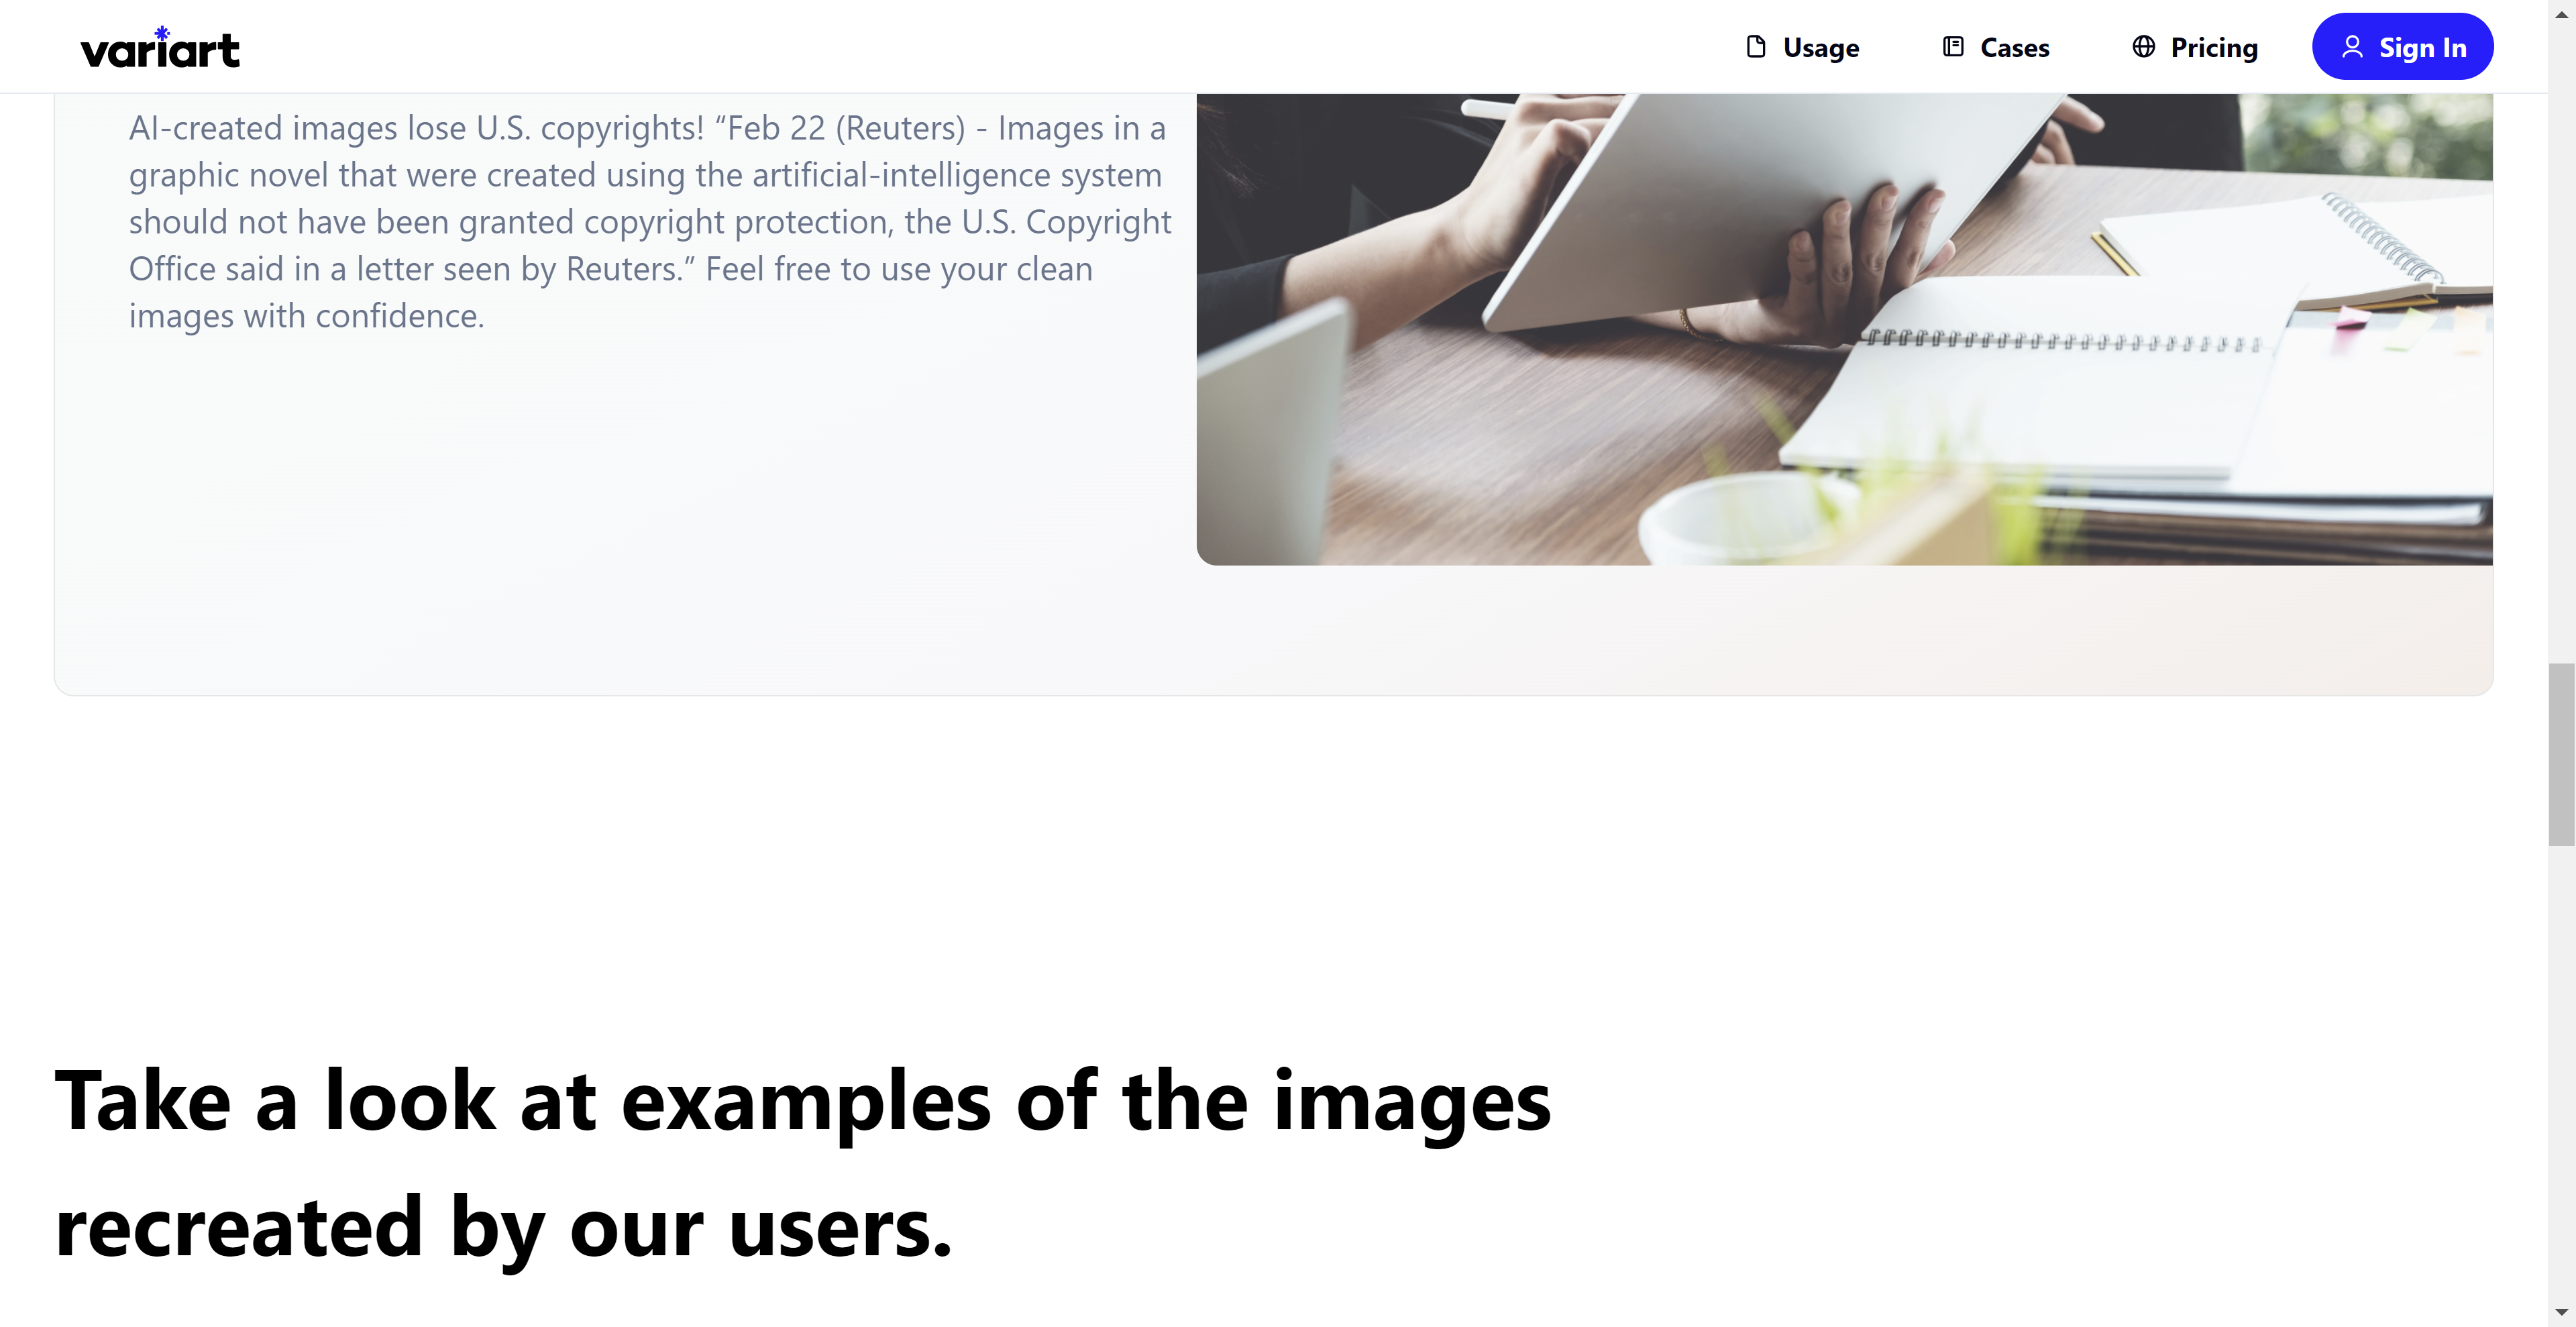 variart
Usage
Cases
Pricing
Sign In
AI-created images lose U.S. copyrights! “Feb 22 (Reuters) - Images in a
graphic novel that were created using the artificial-intelligence system
should not have been granted copyright protection, the U.S. Copyright
Office said in a letter seen by Reuters.” Feel free to use your clean
images with confidence.
Take a look at examples of the images
recreated by our users.